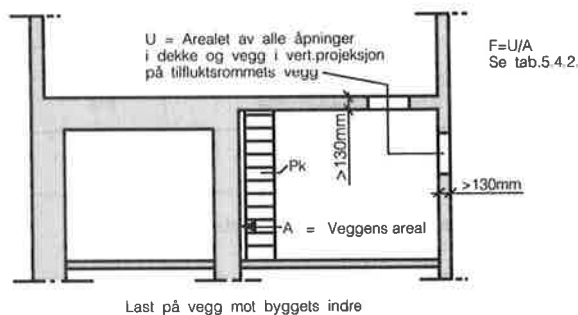 U = Arealet av alle åpninger
i dekke og vegg i vert.projeksjon
på tilfluktsrommets vegg
F=U/A
Se tab.5.4.2.
>130mm
Pk
>130mm
A = Veggens areal
Last på vegg mot byggets indre